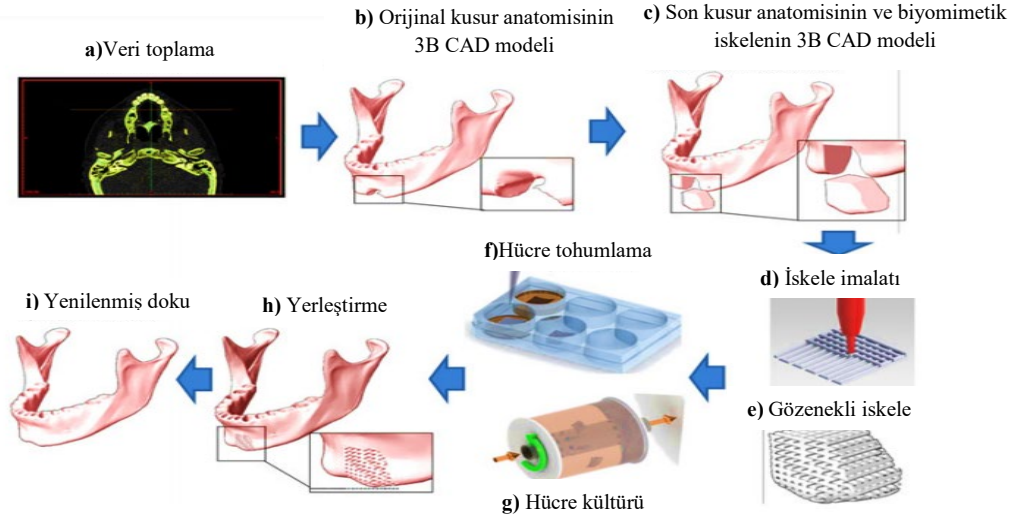 a)Veri toplama
b) Orijinal kusur anatomisinin
3B CAD modeli
c) Son kusur anatomisinin ve biyomimetik
iskelenin 3B CAD modeli
d) İskele imalatı
e) Gözenekli iskele
f)Hücre tohumlama
g) Hücre kültürü
h) Yerleştirme
i) Yenilenmiş doku